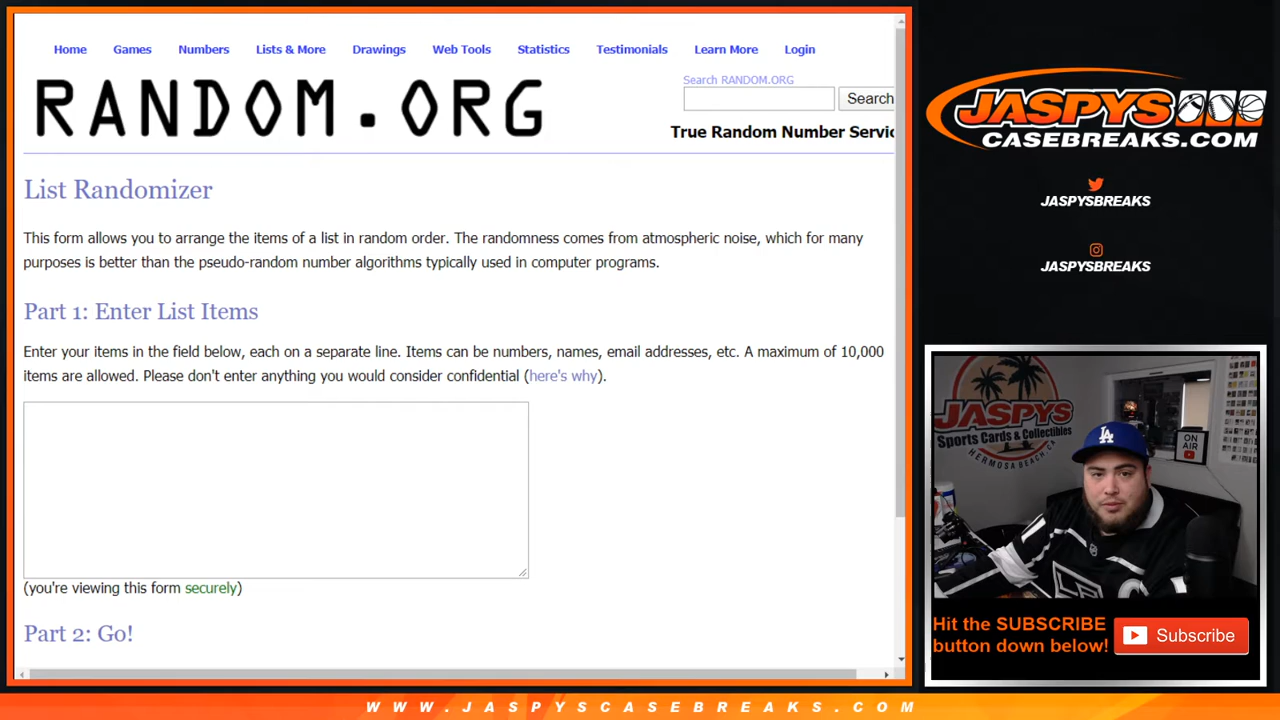 Home Games Numbers Lists & More Drawings Web Tools Statistics Testimonials Learn More Login
RANDOM.ORG
Search RANDOM.ORG
Search
True Random Number Servic
List Randomizer
This form allows you to arrange the items of a list in random order. The randomness comes from atmospheric noise, which for many
purposes is better than the pseudo-random number algorithms typically used in computer programs.
Part 1: Enter List Items
Enter your items in the field below, each on a separate line. Items can be numbers, names, email addresses, etc. A maximum of 10,000
items are allowed. Please don't enter anything you would consider confidential (here's why).
(you're viewing this form securely)
Part 2: Go!
JASPYS
CASEBREAKS.COM
JASPYSBREAKS
JASPYSBREAKS
JASPYS
Sports Cards & Collectibles
HERMOSA BEACH, CA
ON
AIR
LA
Hit the SUBSCRIBE
button down below!
Subscribe
WWW.JASPYSCASEBREAKS.COM